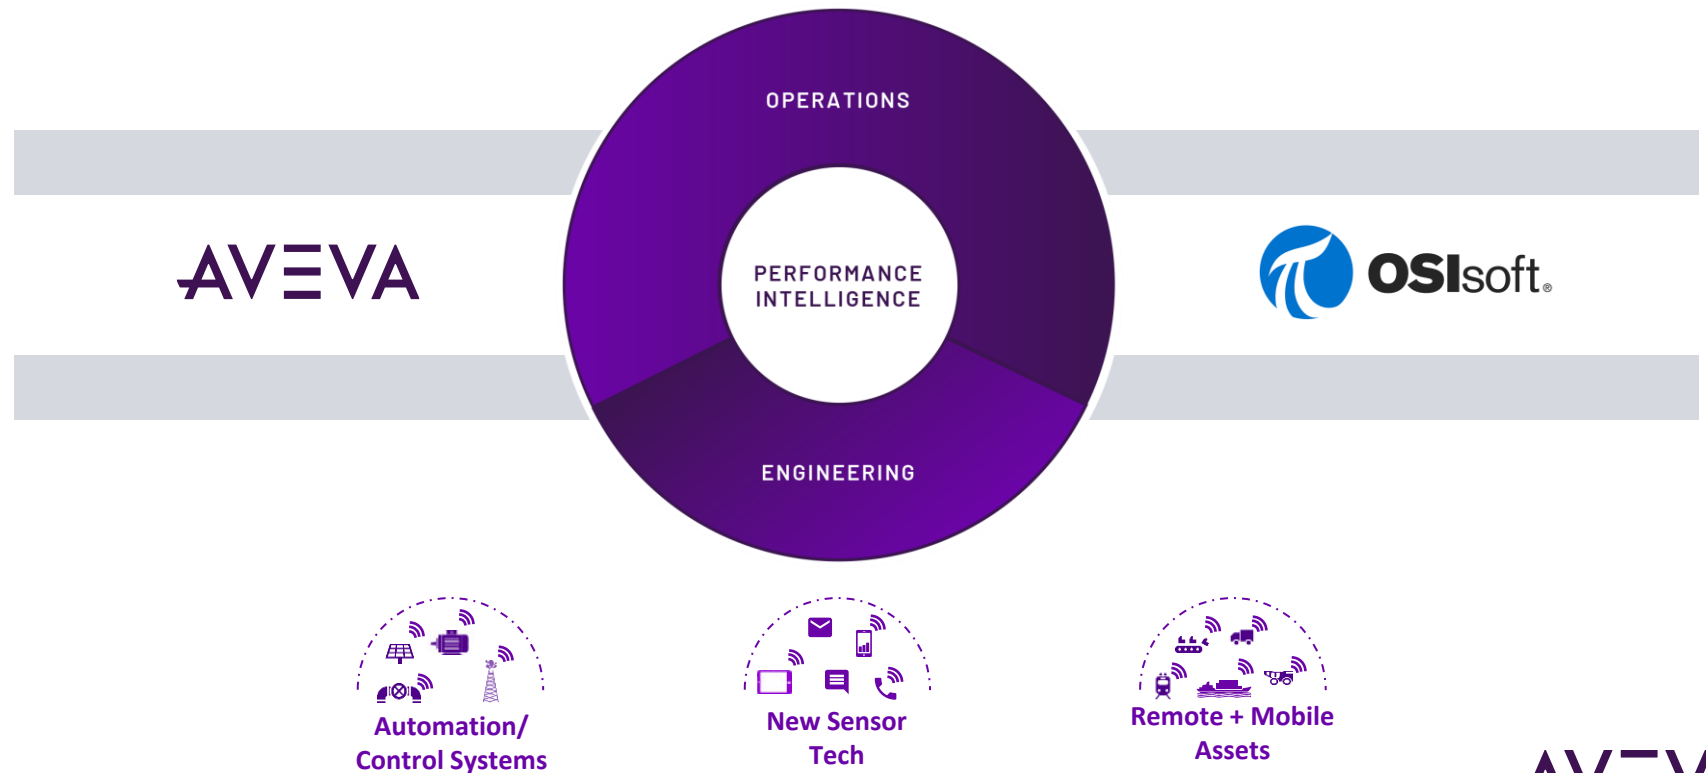 OPERATIONS
AVEVA
PERFORMANCE
INTELLIGENCE
OSIsoft®
ENGINEERING
Automation/
Control Systems
New Sensor
Tech
Remote + Mobile
Assets